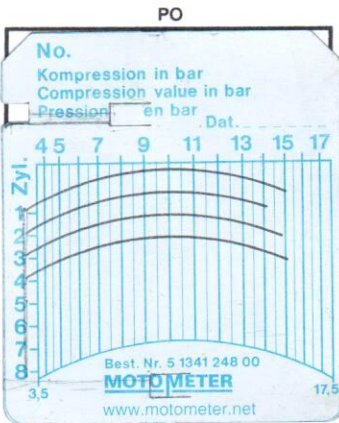 PO
No.
Kompression in bar
Compression value in bar
Pression en bar
Dat.
4 5 7 9 11 13 15 17
Zyl.
1
2
3
4
5
6
7
8
3,5 17,5
Best. Nr. 5 1341 248 00
MOTOMETER
www.motometer.net